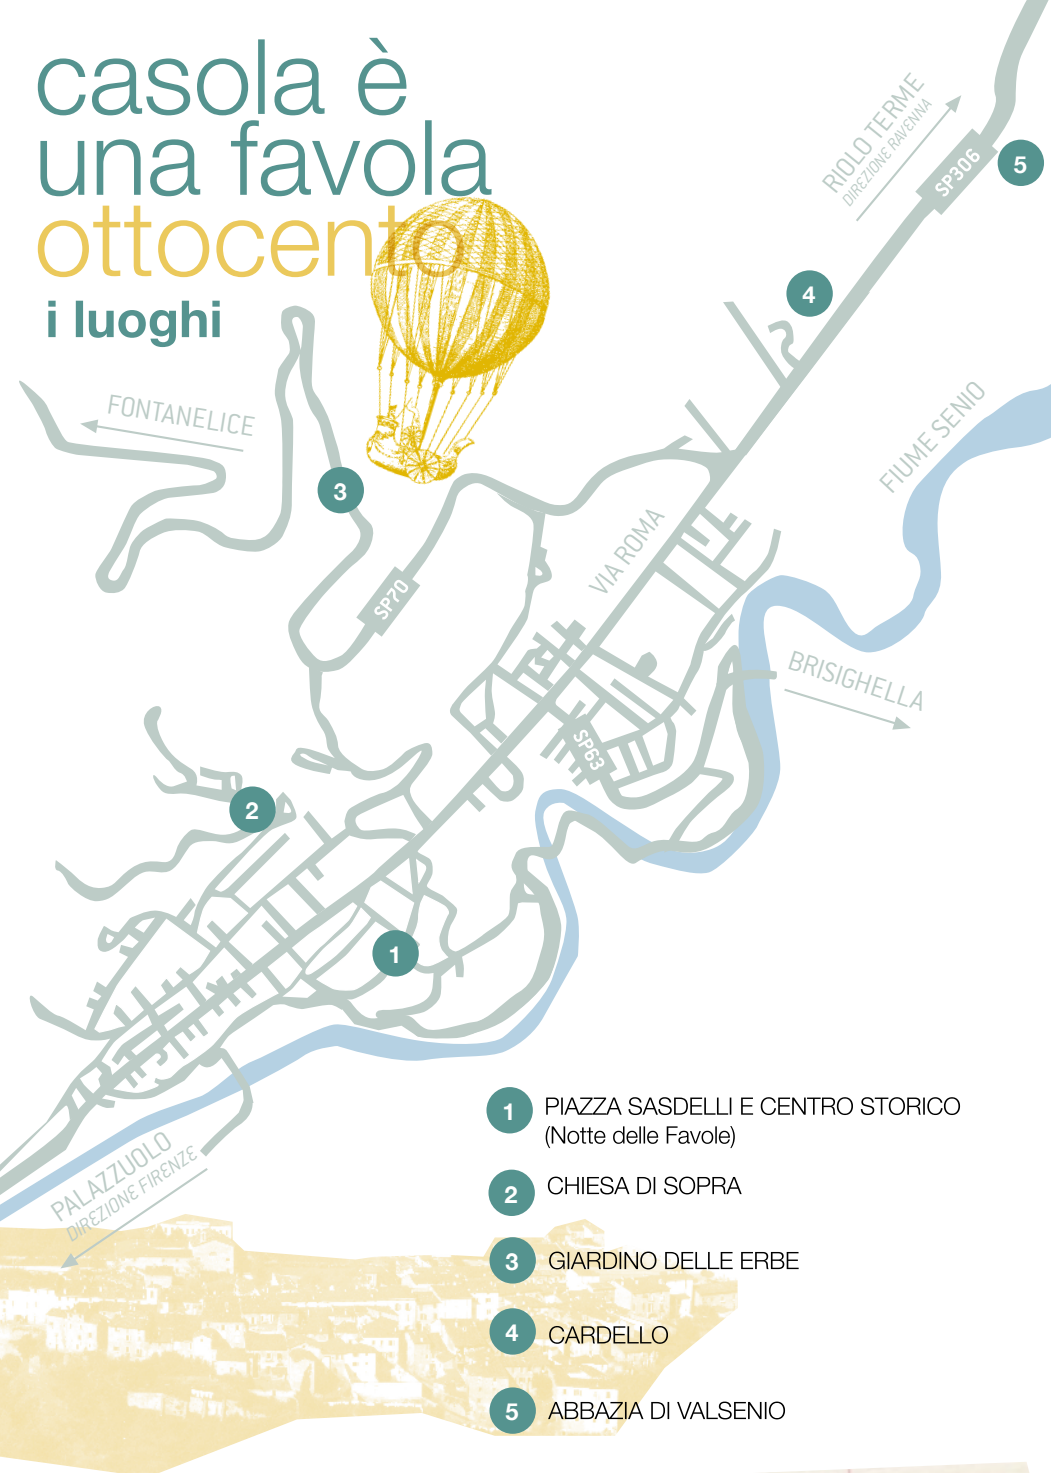 casola è
una favola
ottocento
i luoghi
RIOLO TERME
DIREZIONE RAVENNA
SP306
5
4
FONTANELICE
FIUME SENIO
3
VIA ROMA
SP70
BRISIGHELLA
SP63
2
1
PALAZZUOLO
DIREZIONE FIRENZE
1 PIAZZA SASDELLI E CENTRO STORICO
(Notte delle Favole)
2 CHIESA DI SOPRA
3 GIARDINO DELLE ERBE
4 CARDELLO
5 ABBAZIA DI VALSENIO